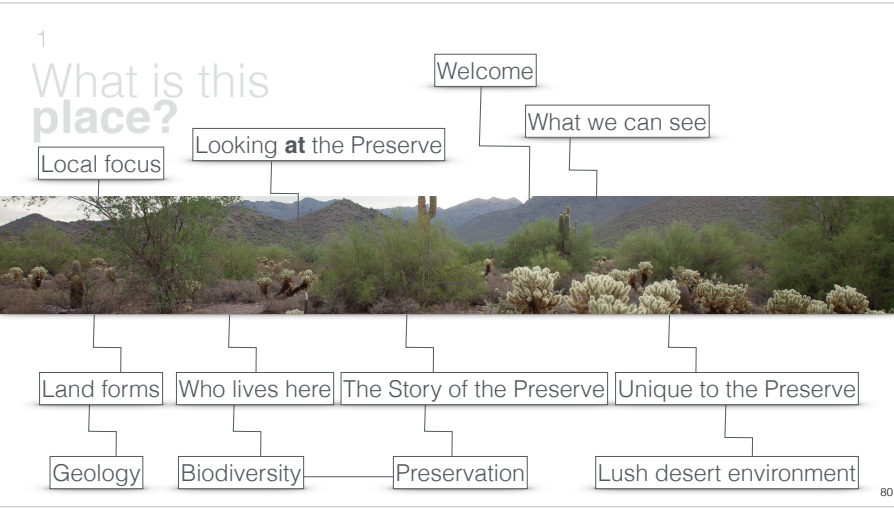 1
What is this
place?
Welcome
What we can see
Looking at the Preserve
Local focus
Land forms
Who lives here
The Story of the Preserve
Unique to the Preserve
Geology
Biodiversity
Preservation
Lush desert environment
80